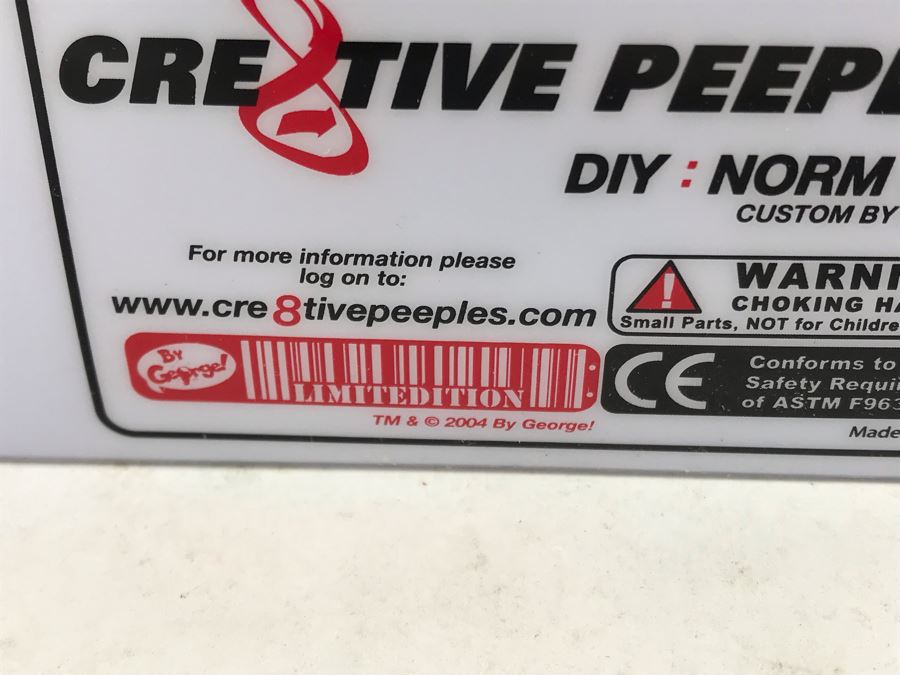 CRE8TIVE PEEP
DIY : NORM
CUSTOM BY
For more information please
log on to:
www.cre8tivepeeples.com
WARN
CHOKING HA
Small Parts, NOT for Childre
By
George!
LIMITEDITION
CE
Conforms to
Safety Requi
of ASTM F963
TM & © 2004 By George!
Made